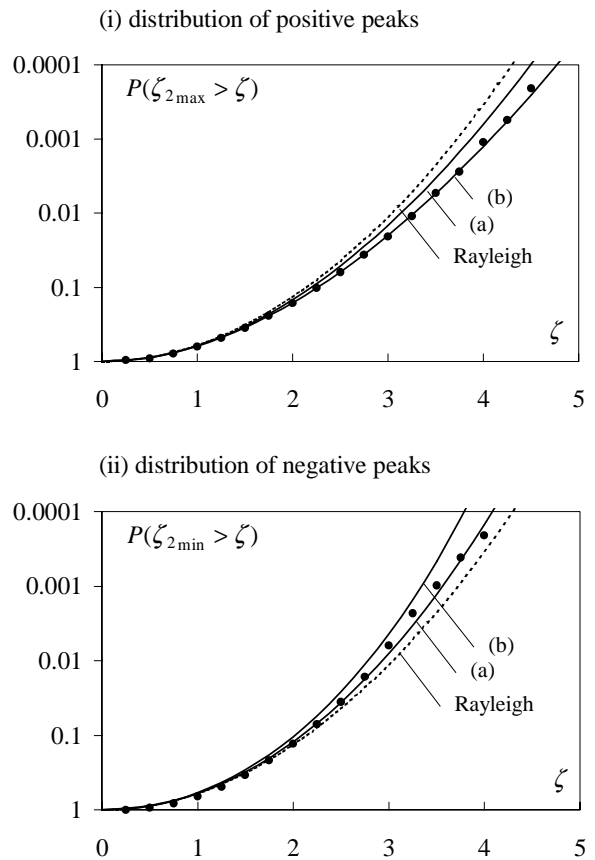 (i) distribution of positive peaks
0.0001
P(ζ2max > ζ)
0.001
0.01
(b)
(a)
Rayleigh
0.1
ζ
1
0 1 2 3 4 5
(ii) distribution of negative peaks
0.0001
P(ζ2min > ζ)
0.001
(b)
0.01
(a)
Rayleigh
0.1
ζ
1
0 1 2 3 4 5